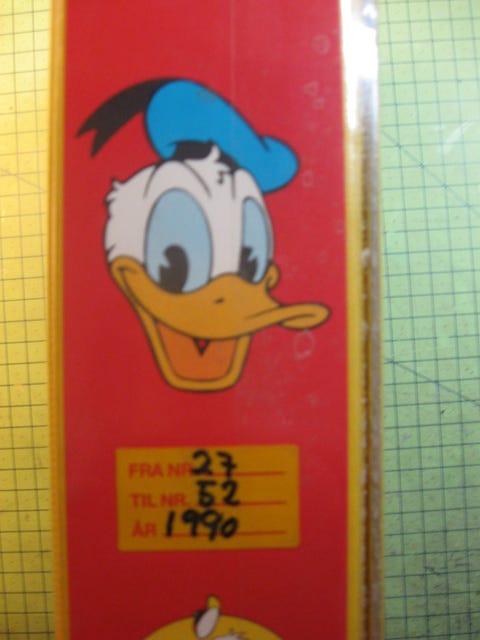 FRA NR. 27
TIL NR. 52
ÅR 1990